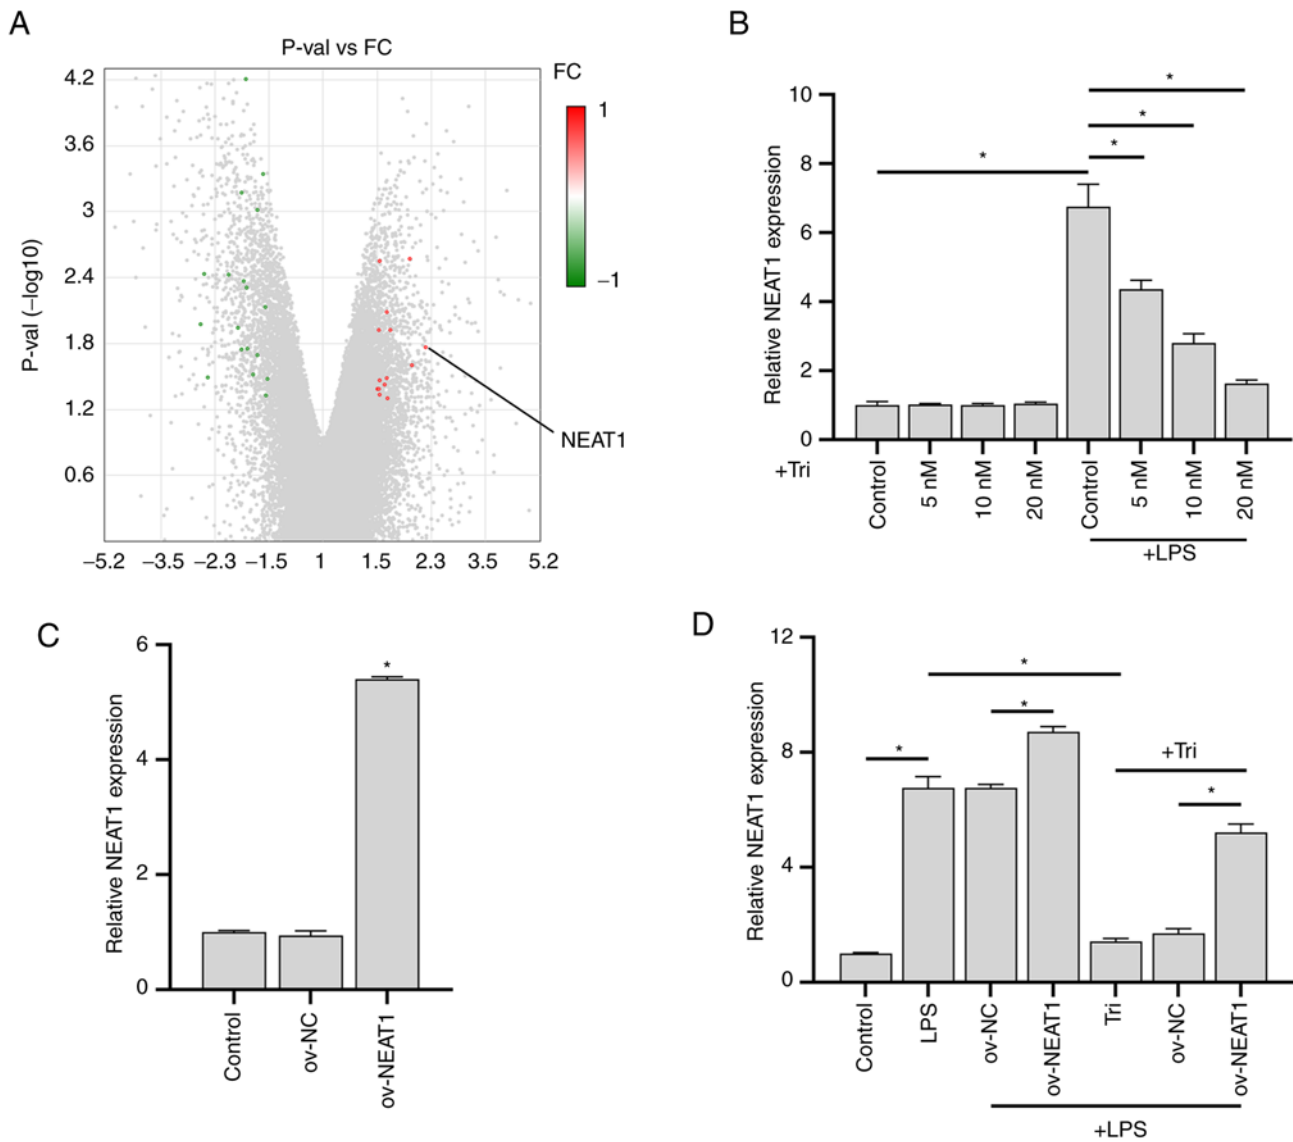 A
P-val vs FC
FC
1
−1
P-val (−log10)
4.2
3.6
3
2.4
1.8
1.2
0.6
−5.2 −3.5 −2.3 −1.5 1 1.5 2.3 3.5 5.2
NEAT1
B
Relative NEAT1 expression
10
8
6
4
2
0
* * * *
+Tri
Control 5 nM 10 nM 20 nM Control 5 nM 10 nM 20 nM
+LPS
C
Relative NEAT1 expression
6
4
2
0
*
Control ov-NC ov-NEAT1
D
Relative NEAT1 expression
12
8
4
0
* * * *
+Tri
Control LPS ov-NC ov-NEAT1 Tri ov-NC ov-NEAT1
+LPS